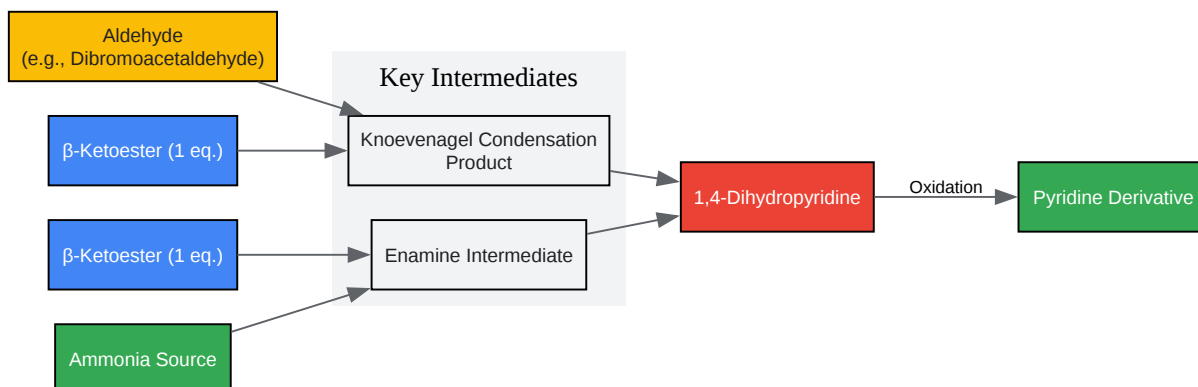 Aldehyde
(e.g., Dibromoacetaldehyde)
Key Intermediates
β-Ketoester (1 eq.)
Knoevenagel Condensation
Product
1,4-Dihydropyridine
Oxidation
Pyridine Derivative
β-Ketoester (1 eq.)
Enamine Intermediate
Ammonia Source